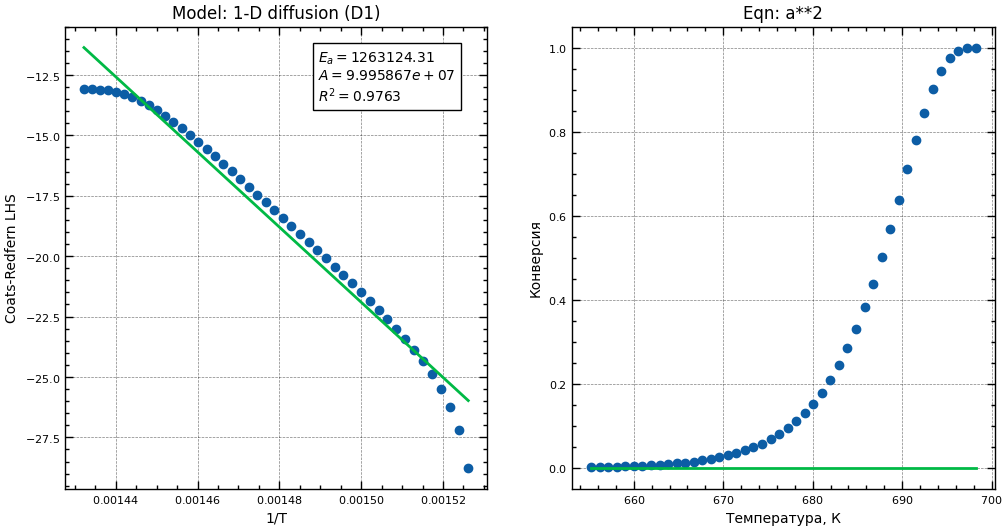 Model: 1-D diffusion (D1)
Eₐ = 1263124.31
A = 9.995867e + 07
R² = 0.9763
Coats-Redfern LHS
−12.5
−15.0
−17.5
−20.0
−22.5
−25.0
−27.5
0.00144 0.00146 0.00148 0.00150 0.00152
1/T
Eqn: a**2
Конверсия
1.0
0.8
0.6
0.4
0.2
0.0
660 670 680 690 700
Температура, К